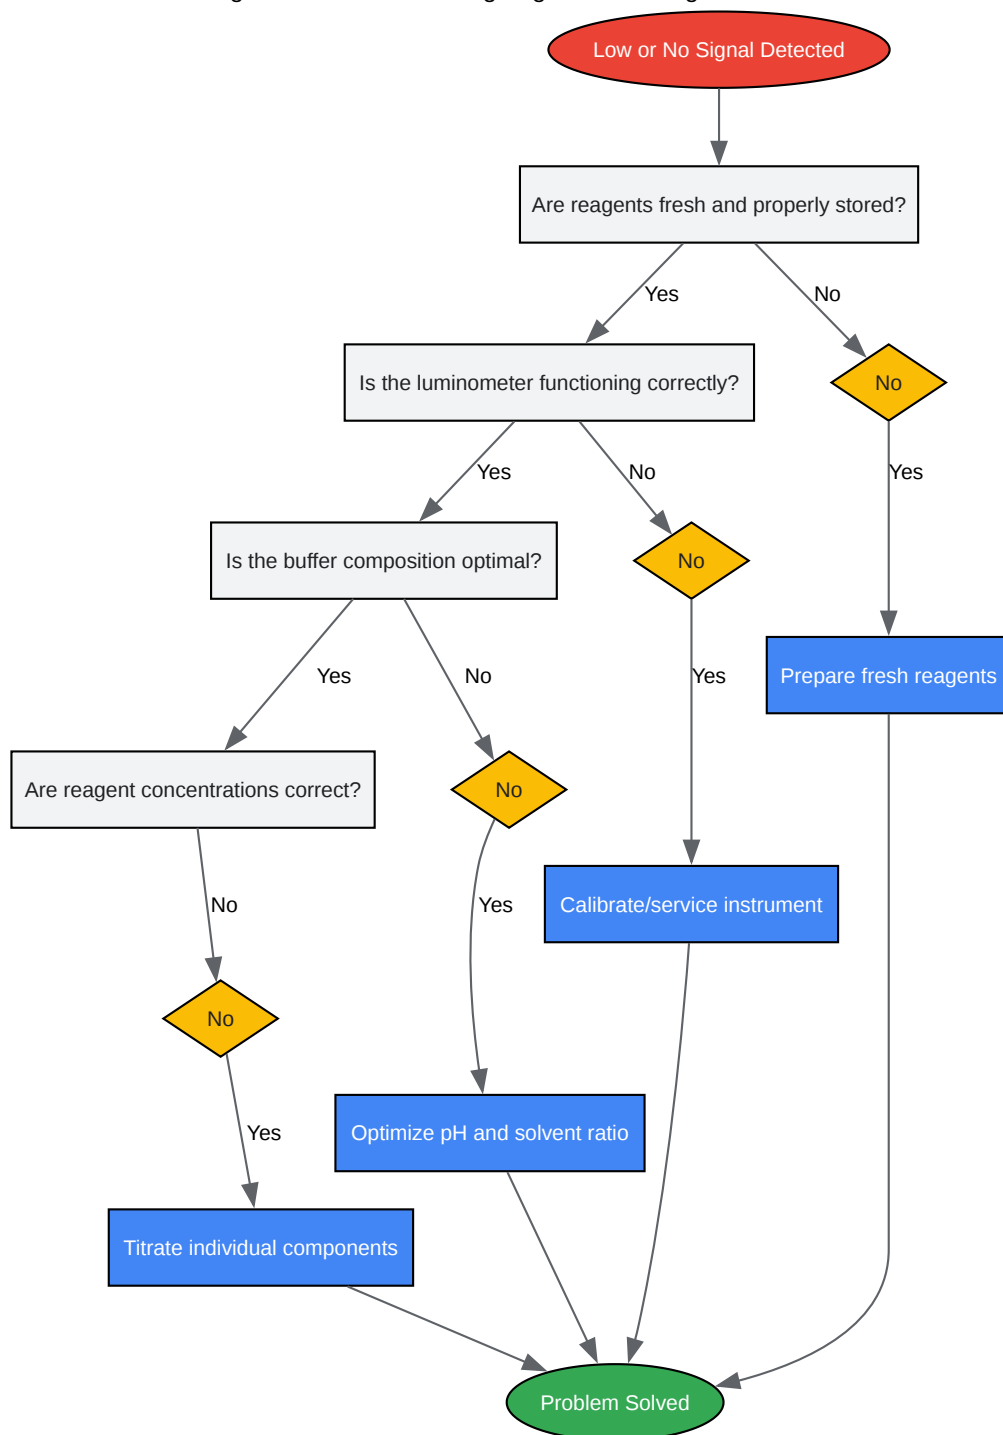 Low or No Signal Detected
Are reagents fresh and properly stored?
Yes
No
Is the luminometer functioning correctly?
No
Yes
No
Yes
Is the buffer composition optimal?
No
Yes
No
Yes
Prepare fresh reagents
Are reagent concentrations correct?
No
No
Yes
Calibrate/service instrument
No
Yes
Optimize pH and solvent ratio
Titrate individual components
Problem Solved